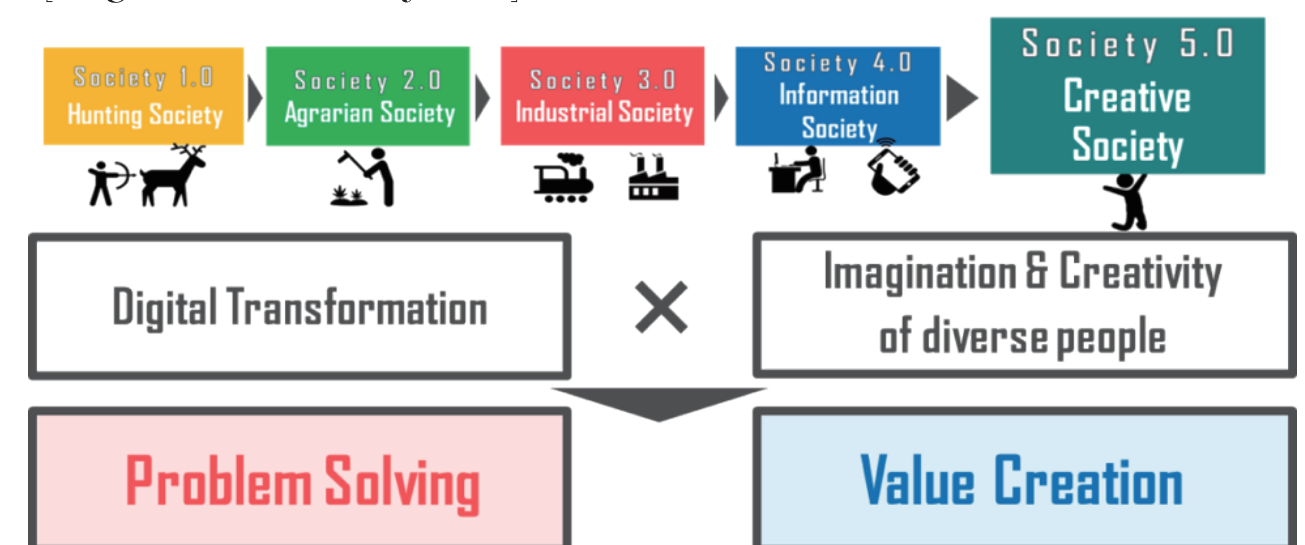 Society 1.0
Hunting Society
Society 2.0
Agrarian Society
Society 3.0
Industrial Society
Society 4.0
Information
Society
Society 5.0
Creative
Society
Digital Transformation
×
Imagination & Creativity
of diverse people
Problem Solving
Value Creation